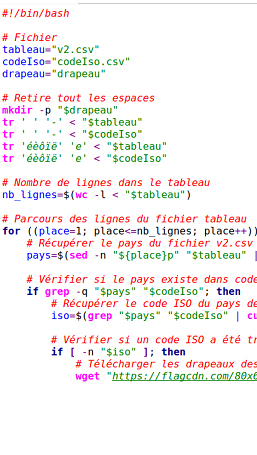 #!/bin/bash
# Fichier
tableau="v2.csv"
codeIso="codeIso.csv"
drapeau="drapeau"
# Retire tout les espaces
mkdir -p "$drapeau"
tr ' ' '-' < "$tableau"
tr ' ' '-' < "$codeIso"
tr 'éèôïë' 'e' < "$tableau"
tr 'éèôïë' 'e' < "$codeIso"
# Nombre de lignes dans le tableau
nb_lignes=$(wc -l < "$tableau")
# Parcours des lignes du fichier tableau
for ((place=1; place<=nb_lignes; place++))
# Récupérer le pays du fichier v2.csv
pays=$(sed -n "${place}p" "$tableau" |
# Vérifier si le pays existe dans code
if grep -q "$pays" "$codeIso"; then
# Récupérer le code ISO du pays de
iso=$(grep "$pays" "$codeIso" | cu
# Vérifier si un code ISO a été tr
if [ -n "$iso" ]; then
# Télécharger les drapeaux des
wget "https://flagcdn.com/80x6